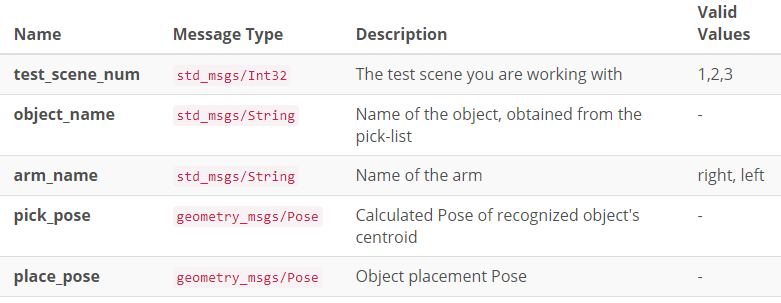 Name Message Type Description Valid Values
test_scene_num std_msgs/Int32 The test scene you are working with 1,2,3
object_name std_msgs/String Name of the object, obtained from the
pick-list -
arm_name std_msgs/String Name of the arm right, left
pick_pose geometry_msgs/Pose Calculated Pose of recognized object's
centroid -
place_pose geometry_msgs/Pose Object placement Pose -